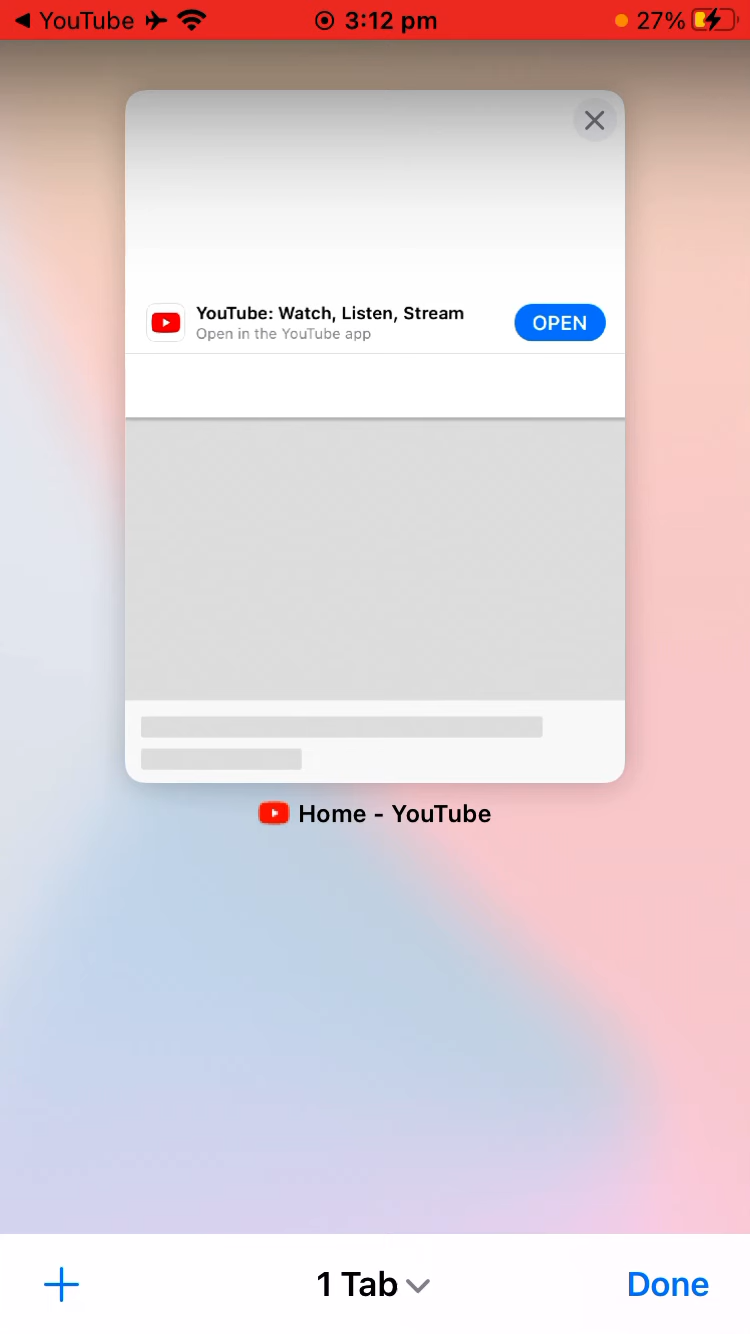 YouTube 3:12 pm 27%
YouTube: Watch, Listen, Stream
Open in the YouTube app
OPEN
Home - YouTube
1 Tab
Done